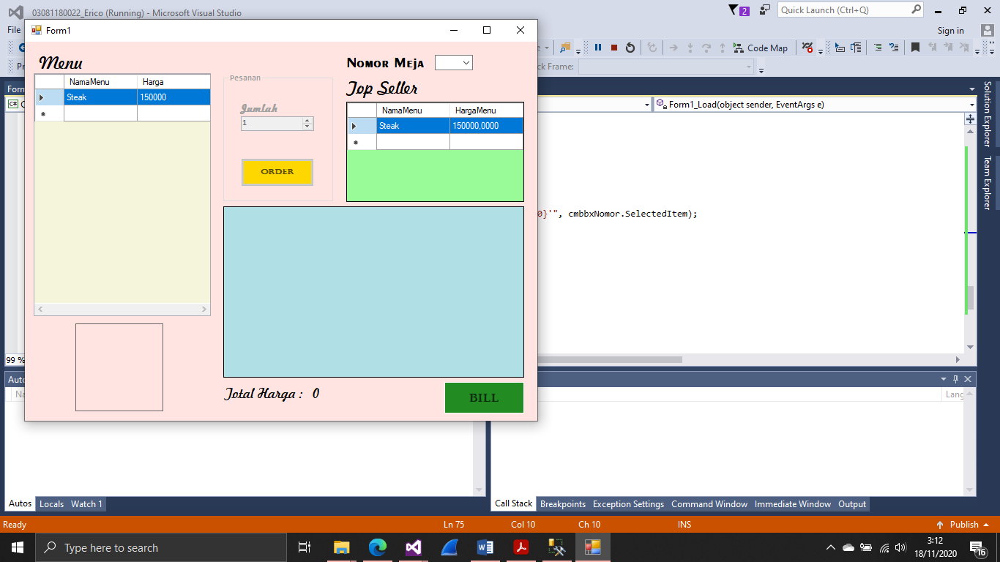 03081180022_Erico (Running) - Microsoft Visual Studio
2
Quick Launch (Ctrl+Q)
File
Form1
Sign in
Code Map
ck Frame:
Menu
Nomor Meja
Pesanan
NamaMenu Harga
Steak 150000
Top Seller
Jumlah
1
NamaMenu HargaMenu
Steak 150000,0000
ORDER
Form1_Load(object sender, EventArgs e)
Solution Explorer
Team Explorer
0}'", cmbbxNomor.SelectedItem);
99 %
Total Harga : 0
BILL
Lang
Autos Locals Watch 1
Call Stack Breakpoints Exception Settings Command Window Immediate Window Output
Ready Ln 75 Col 10 Ch 10 INS Publish
Type here to search
3:12
18/11/2020
16